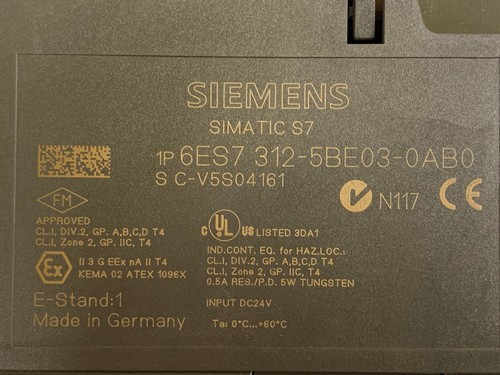 SIEMENS
SIMATIC S7
1P 6ES7 312-5BE03-0AB0
S C-V5S04161
N117 CE
FM
APPROVED
CL.I, DIV.2, GP. A,B,C,D T4
CL.I, Zone 2, GP. IIC, T4
Ex
II 3 G EEx nA II T4
KEMA 02 ATEX 1096X
E-Stand:1
Made in Germany
C UL US LISTED 3DA1
IND.CONT. EQ. for HAZ.LOC.:
CL.I, DIV.2, GP. A,B,C,D T4
CL.I, Zone 2, GP. IIC, T4
0.5A RES./P.D. 5W TUNGSTEN
INPUT DC24V
Ta: 0°C...+60°C